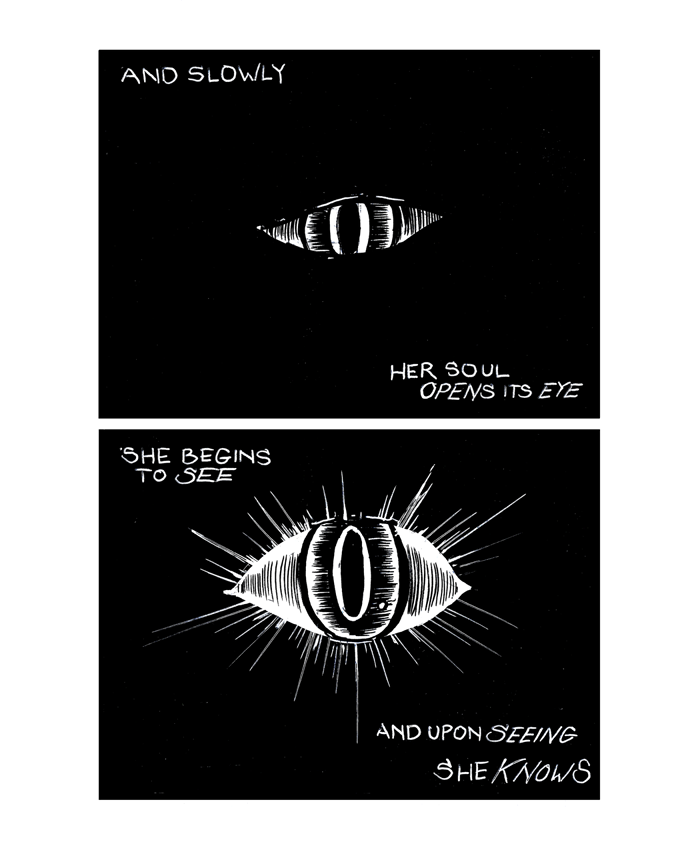 AND SLOWLY
HER SOUL
OPENS ITS EYE
SHE BEGINS
TO SEE
AND UPON SEEING
SHE KNOWS